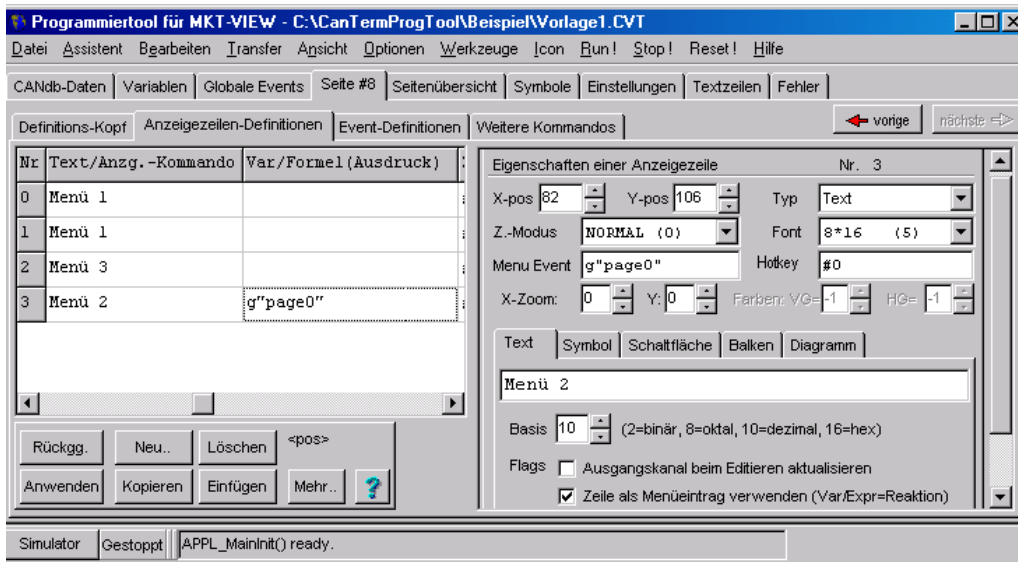 Programmiertool für MKT-VIEW - C:\CanTermProgTool\Beispiel\Vorlage1.CVT
Datei Assistent Bearbeiten Transfer Ansicht Optionen Werkzeuge Icon Run! Stop! Reset! Hilfe
CANdb-Daten Variablen Globale Events Seite #8 Seitenübersicht Symbole Einstellungen Textzeilen Fehler
Definitions-Kopf Anzeigezeilen-Definitionen Event-Definitionen Weitere Kommandos vorige nächste
Nr Text/Anzg.-Kommando Var/Formel(Ausdruck)
0 Menü 1
1 Menü 1
2 Menü 3
3 Menü 2 g"page0"
Rückgg. Neu.. Löschen <pos>
Anwenden Kopieren Einfügen Mehr.. ?
Eigenschaften einer Anzeigezeile Nr. 3
X-pos 82 Y-pos 106 Typ Text
Z.-Modus NORMAL (0) Font 8*16 (5)
Menu Event g"page0" Hotkey #0
X-Zoom: 0 Y: 0 Farben: VG= -1 HG= -1
Text Symbol Schaltfläche Balken Diagramm
Menü 2
Basis 10 (2=binär, 8=oktal, 10=dezimal, 16=hex)
Flags Ausgangskanal beim Editieren aktualisieren
Zeile als Menüeintrag verwenden (Var/Expr=Reaktion)
Simulator Gestoppt APPL_MainInit() ready.